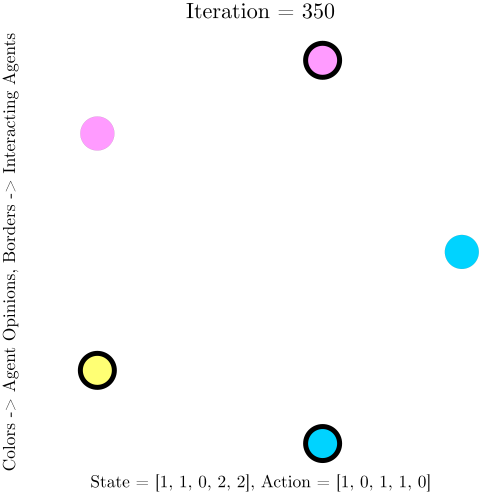 Iteration = 350
Colors -> Agent Opinions, Borders -> Interacting Agents
State = [1, 1, 0, 2, 2], Action = [1, 0, 1, 1, 0]